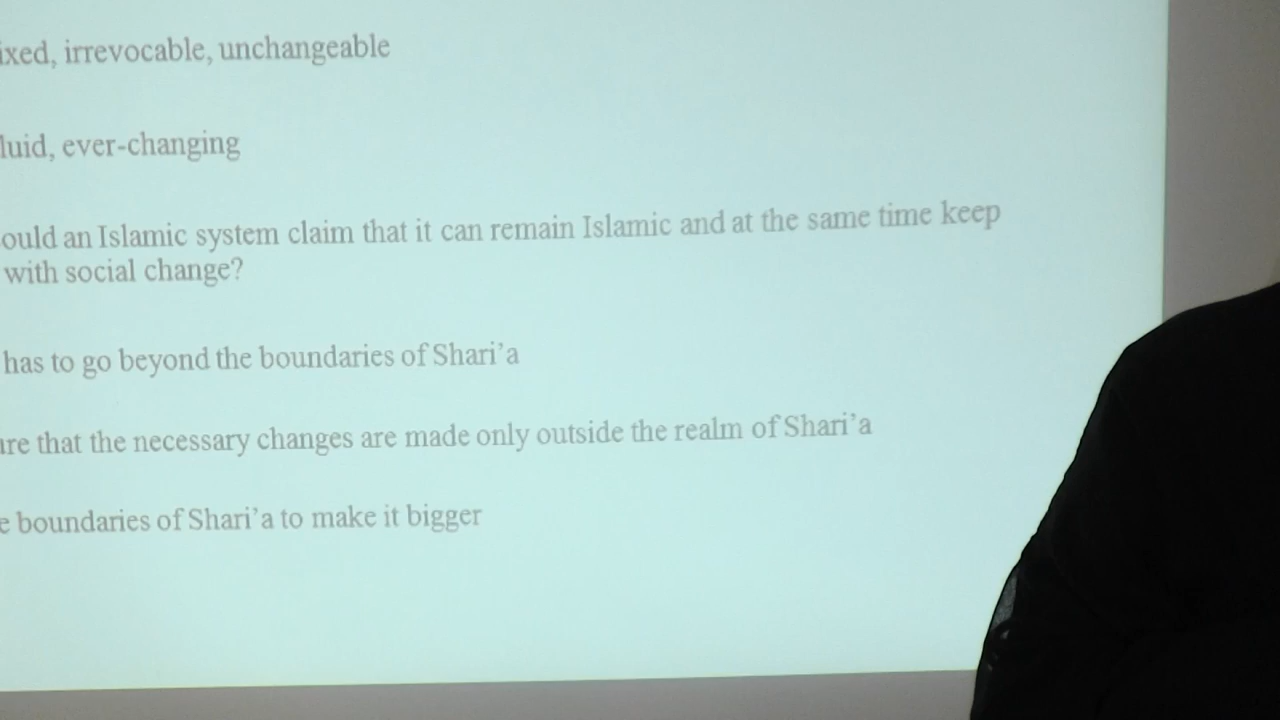 ixed, irrevocable, unchangeable
luid, ever-changing
ould an Islamic system claim that it can remain Islamic and at the same time keep
with social change?
has to go beyond the boundaries of Shari’a
ure that the necessary changes are made only outside the realm of Shari’a
e boundaries of Shari’a to make it bigger